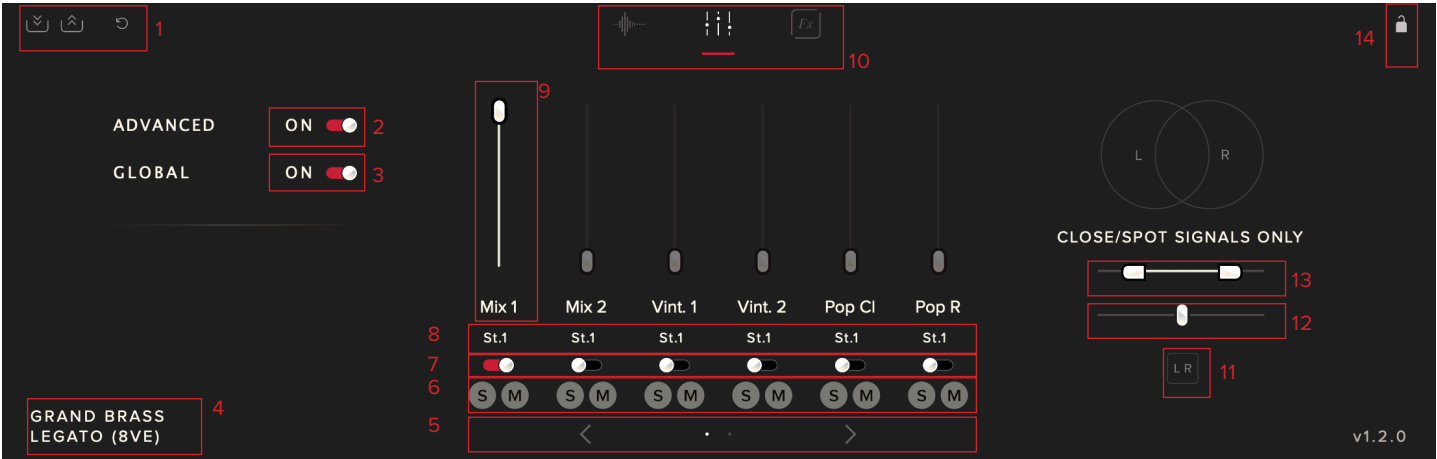 1
Fx
10
14
9
ADVANCED ON 2
GLOBAL ON 3
L R
CLOSE/SPOT SIGNALS ONLY
13
Mix 1 Mix 2 Vint. 1 Vint. 2 Pop Cl Pop R
12
8 St.1 St.1 St.1 St.1 St.1 St.1
7
L R 11
6 S M S M S M S M S M S M
4
GRAND BRASS
LEGATO (8VE)
5 < >
v1.2.0